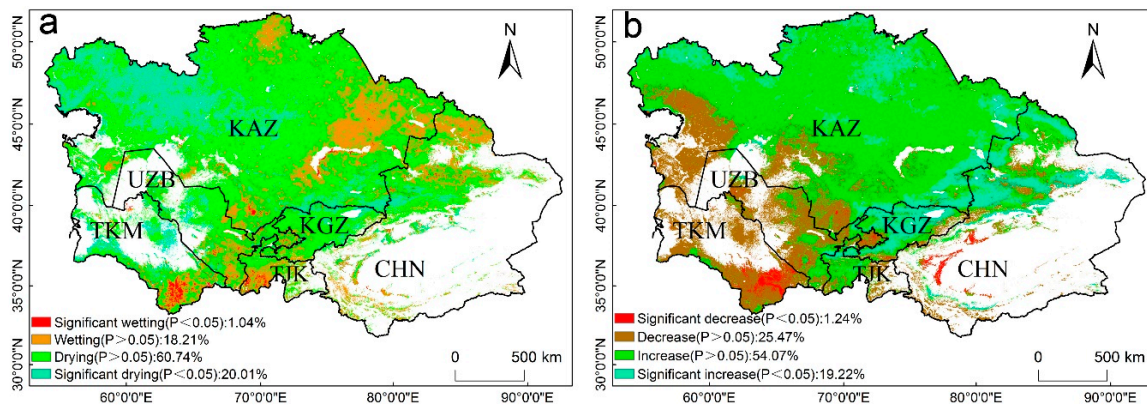 a
N
50°0'0"N
45°0'0"N
40°0'0"N
35°0'0"N
30°0'0"N
KAZ
UZB
TKM
KGZ
TJK
CHN
Significant wetting(P<0.05):1.04%
Wetting(P>0.05):18.21%
Drying(P>0.05):60.74%
Significant drying(P<0.05):20.01%
0 500 km
60°0'0"E 70°0'0"E 80°0'0"E 90°0'0"E
b
N
50°0'0"N
45°0'0"N
40°0'0"N
35°0'0"N
30°0'0"N
KAZ
UZB
TKM
KGZ
TJK
CHN
Significant decrease(P<0.05):1.24%
Decrease(P>0.05):25.47%
Increase(P>0.05):54.07%
Significant increase(P<0.05):19.22%
0 500 km
60°0'0"E 70°0'0"E 80°0'0"E 90°0'0"E